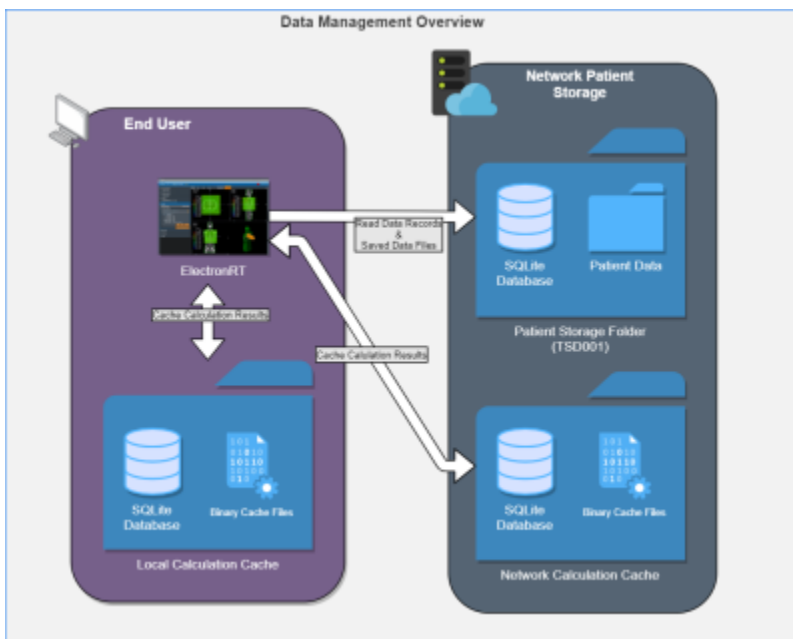 Data Management Overview
Network Patient
Storage
End User
Read Data Records
&
Saved Data Files
ElectronRT
SQLite
Database
Patient Data
Cache Calculation Results
Patient Storage Folder
(TSD001)
Cache Calulation Results
SQLite
Database
Binary Cache Files
Local Calculation Cache
SQLite
Database
Binary Cache Files
Network Calculation Cache